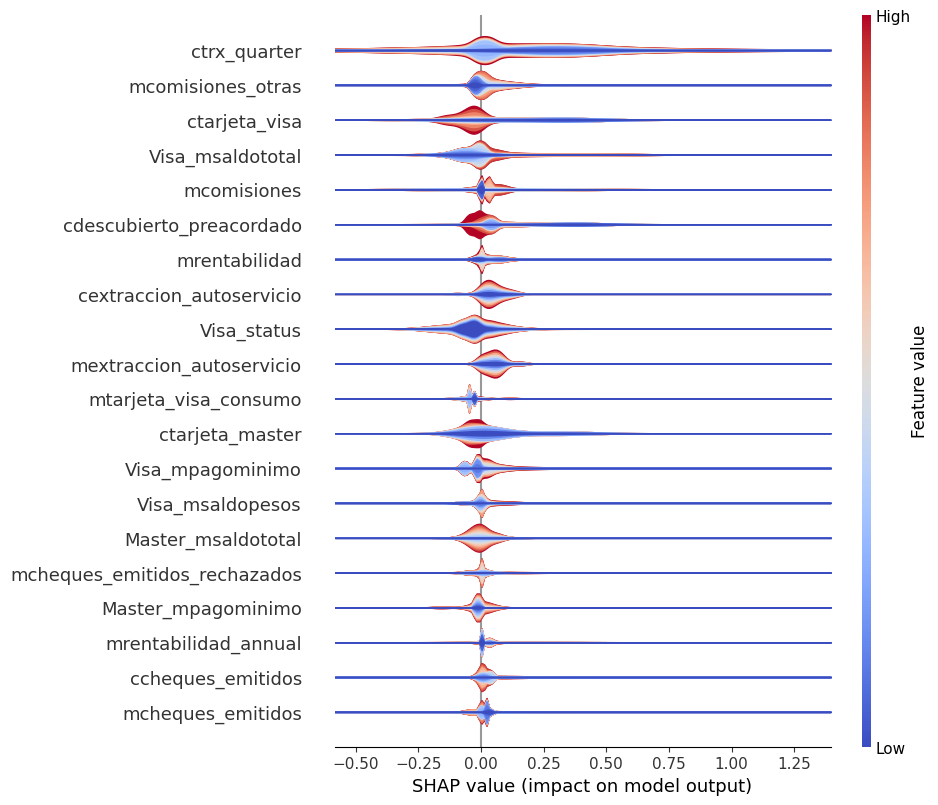 High
ctrx_quarter
mcomisiones_otras
ctarjeta_visa
Visa_msaldototal
mcomisiones
cdescubierto_preacordado
mrentabilidad
cextraccion_autoservicio
Visa_status
mextraccion_autoservicio
mtarjeta_visa_consumo
ctarjeta_master
Visa_mpagominimo
Visa_msaldopesos
Master_msaldototal
mcheques_emitidos_rechazados
Master_mpagominimo
mrentabilidad_annual
ccheques_emitidos
mcheques_emitidos
Feature value
Low
−0.50 −0.25 0.00 0.25 0.50 0.75 1.00 1.25
SHAP value (impact on model output)